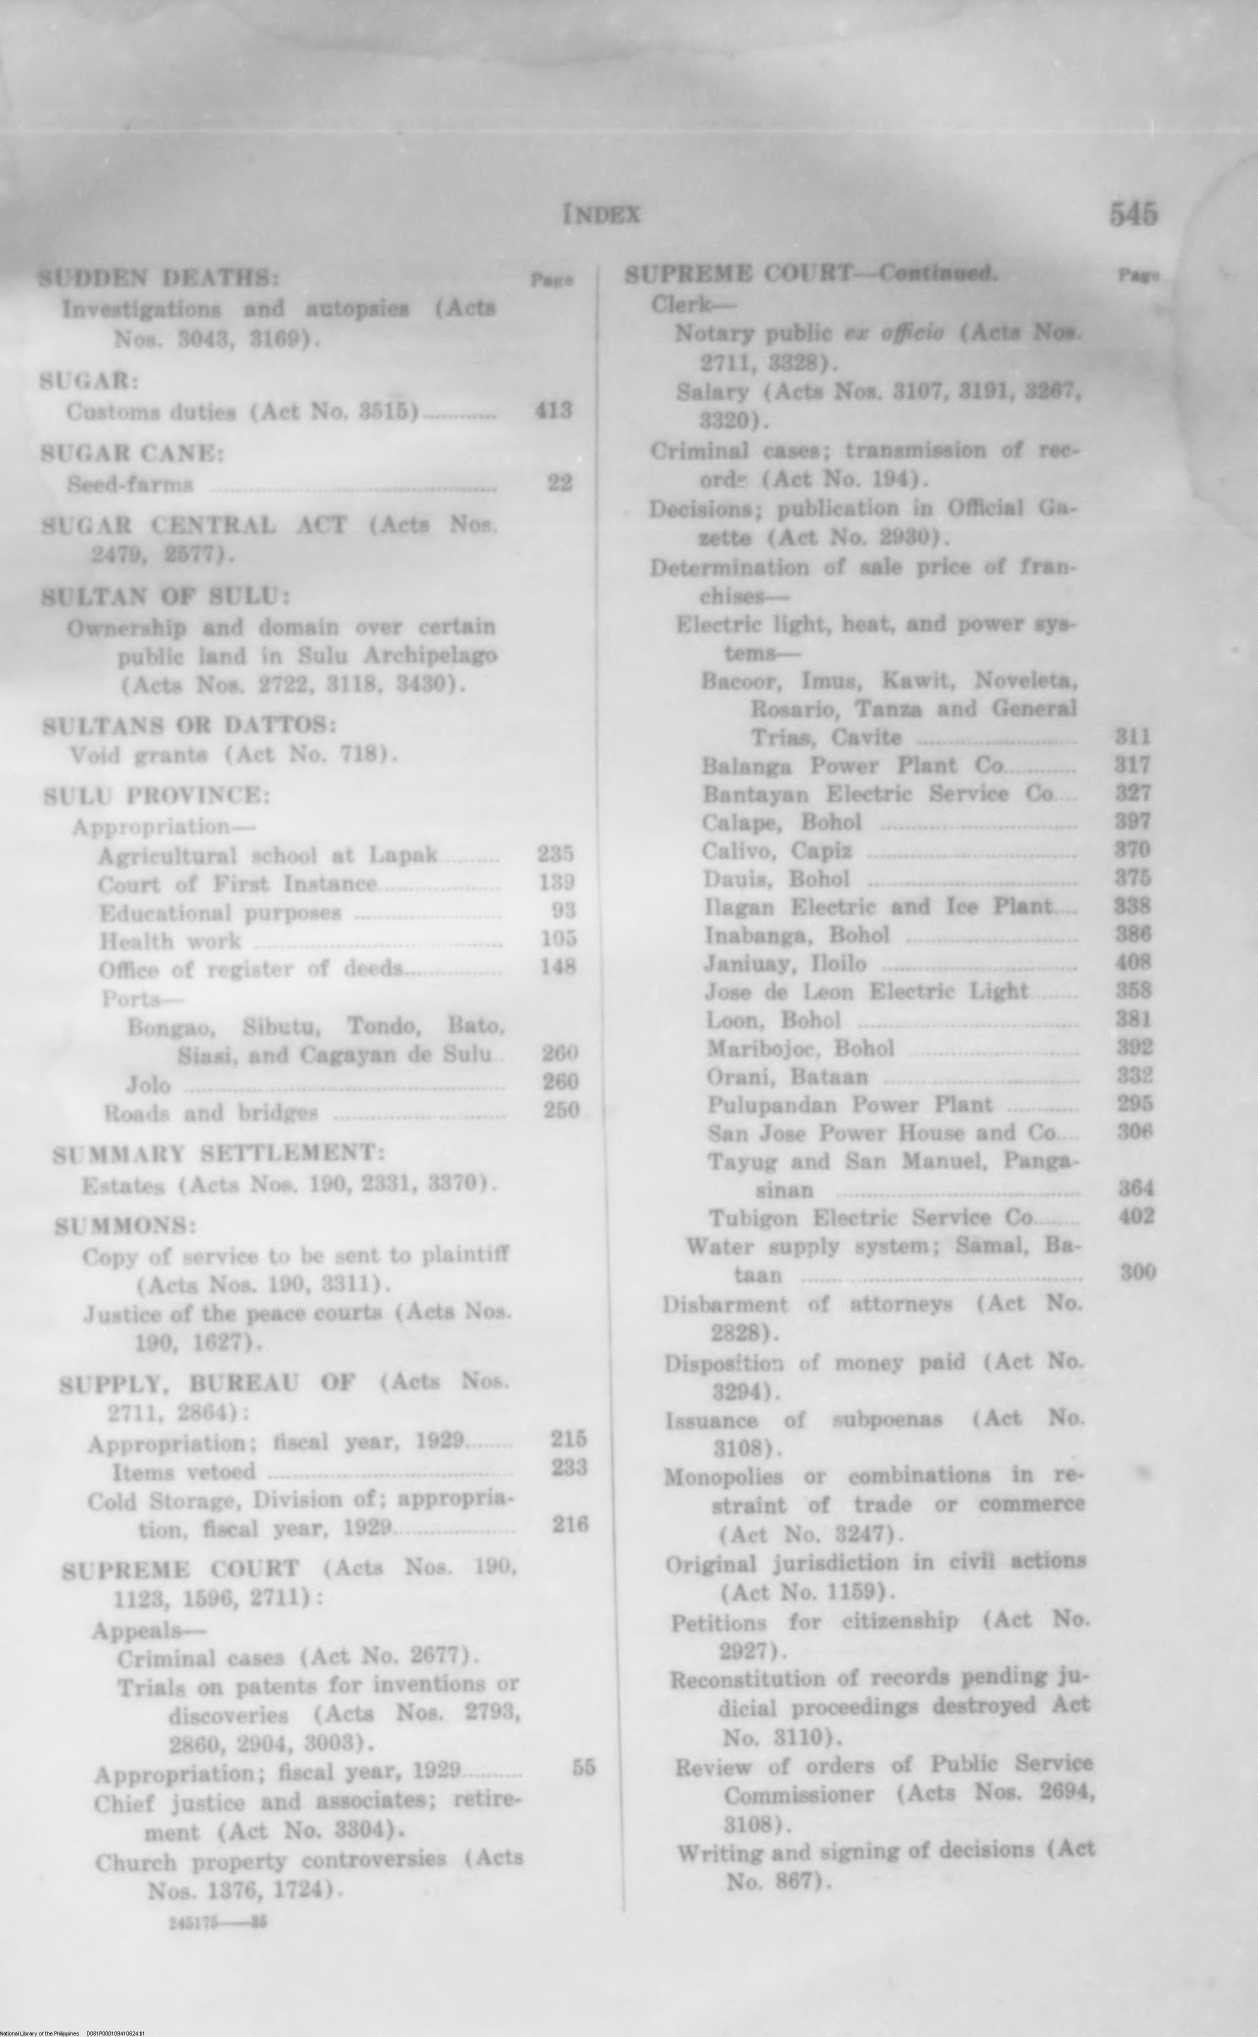 INDEX 545
SUDDEN DEATHS: Page
Investigations and autopsies (Acts
Nos. 3043, 3169).
SUGAR:
Customs duties (Act No. 3515)............ 413
SUGAR CANE:
Seed-farms ............................................ 22
SUGAR CENTRAL ACT (Acts Nos.
2479, 2577).
SULTAN OF SULU:
Ownership and domain over certain
public land in Sulu Archipelago
(Acts Nos. 2722, 3118, 3430).
SULTANS OR DATTOS:
Void grants (Act No. 718).
SULU PROVINCE:
Appropriation—
Agricultural school at Lapak.......... 235
Court of First Instance.................... 139
Educational purposes ........................ 93
Health work ........................................ 105
Office of register of deeds................ 148
Ports—
Bongao, Sibutu, Tondo, Bato,
Siasi, and Cagayan de Sulu.. 260
Jolo .................................................. 260
Roads and bridges ............................ 250
SUMMARY SETTLEMENT:
Estates (Acts Nos. 190, 2331, 3370).
SUMMONS:
Copy of service to be sent to plaintiff
(Acts Nos. 190, 3311).
Justice of the peace courts (Acts Nos.
190, 1627).
SUPPLY, BUREAU OF (Acts Nos.
2711, 2864):
Appropriation; fiscal year, 1929........ 215
Items vetoed ...................................... 233
Cold Storage, Division of; appropria-
tion, fiscal year, 1929.................... 216
SUPREME COURT (Acts Nos. 190,
1123, 1596, 2711):
Appeals—
Criminal cases (Act No. 2677).
Trials on patents for inventions or
discoveries (Acts Nos. 2793,
2860, 2904, 3003).
Appropriation; fiscal year, 1929.......... 55
Chief justice and associates; retire-
ment (Act No. 3304).
Church property controversies (Acts
Nos. 1376, 1724).
245175——35
SUPREME COURT—Continued. Page
Clerk—
Notary public ex officio (Acts Nos.
2711, 3328).
Salary (Acts Nos. 3107, 3191, 3267,
3320).
Criminal cases; transmission of rec-
ords (Act No. 194).
Decisions; publication in Official Ga-
zette (Act No. 2930).
Determination of sale price of fran-
chises—
Electric light, heat, and power sys-
tems—
Bacoor, Imus, Kawit, Noveleta,
Rosario, Tanza and General
Trias, Cavite .......................... 311
Balanga Power Plant Co............ 317
Bantayan Electric Service Co.... 327
Calape, Bohol ................................ 397
Calivo, Capiz .................................. 370
Dauis, Bohol .................................. 375
Ilagan Electric and Ice Plant.... 338
Inabanga, Bohol ............................ 386
Janiuay, Iloilo ................................ 408
Jose de Leon Electric Light........ 358
Loon, Bohol .................................... 381
Maribojoc, Bohol ............................ 392
Orani, Bataan ................................ 332
Pulupandan Power Plant ............ 295
San Jose Power House and Co.... 306
Tayug and San Manuel, Panga-
sinan ........................................ 364
Tubigon Electric Service Co........ 402
Water supply system; Samal, Ba-
taan .............................................. 300
Disbarment of attorneys (Act No.
2828).
Disposition of money paid (Act No.
3294).
Issuance of subpoenas (Act No.
3108).
Monopolies or combinations in re-
straint of trade or commerce
(Act No. 3247).
Original jurisdiction in civil actions
(Act No. 1159).
Petitions for citizenship (Act No.
2927).
Reconstitution of records pending ju-
dicial proceedings destroyed Act
No. 3110).
Review of orders of Public Service
Commissioner (Acts Nos. 2694,
3108).
Writing and signing of decisions (Act
No. 867).
National Library of the Philippines